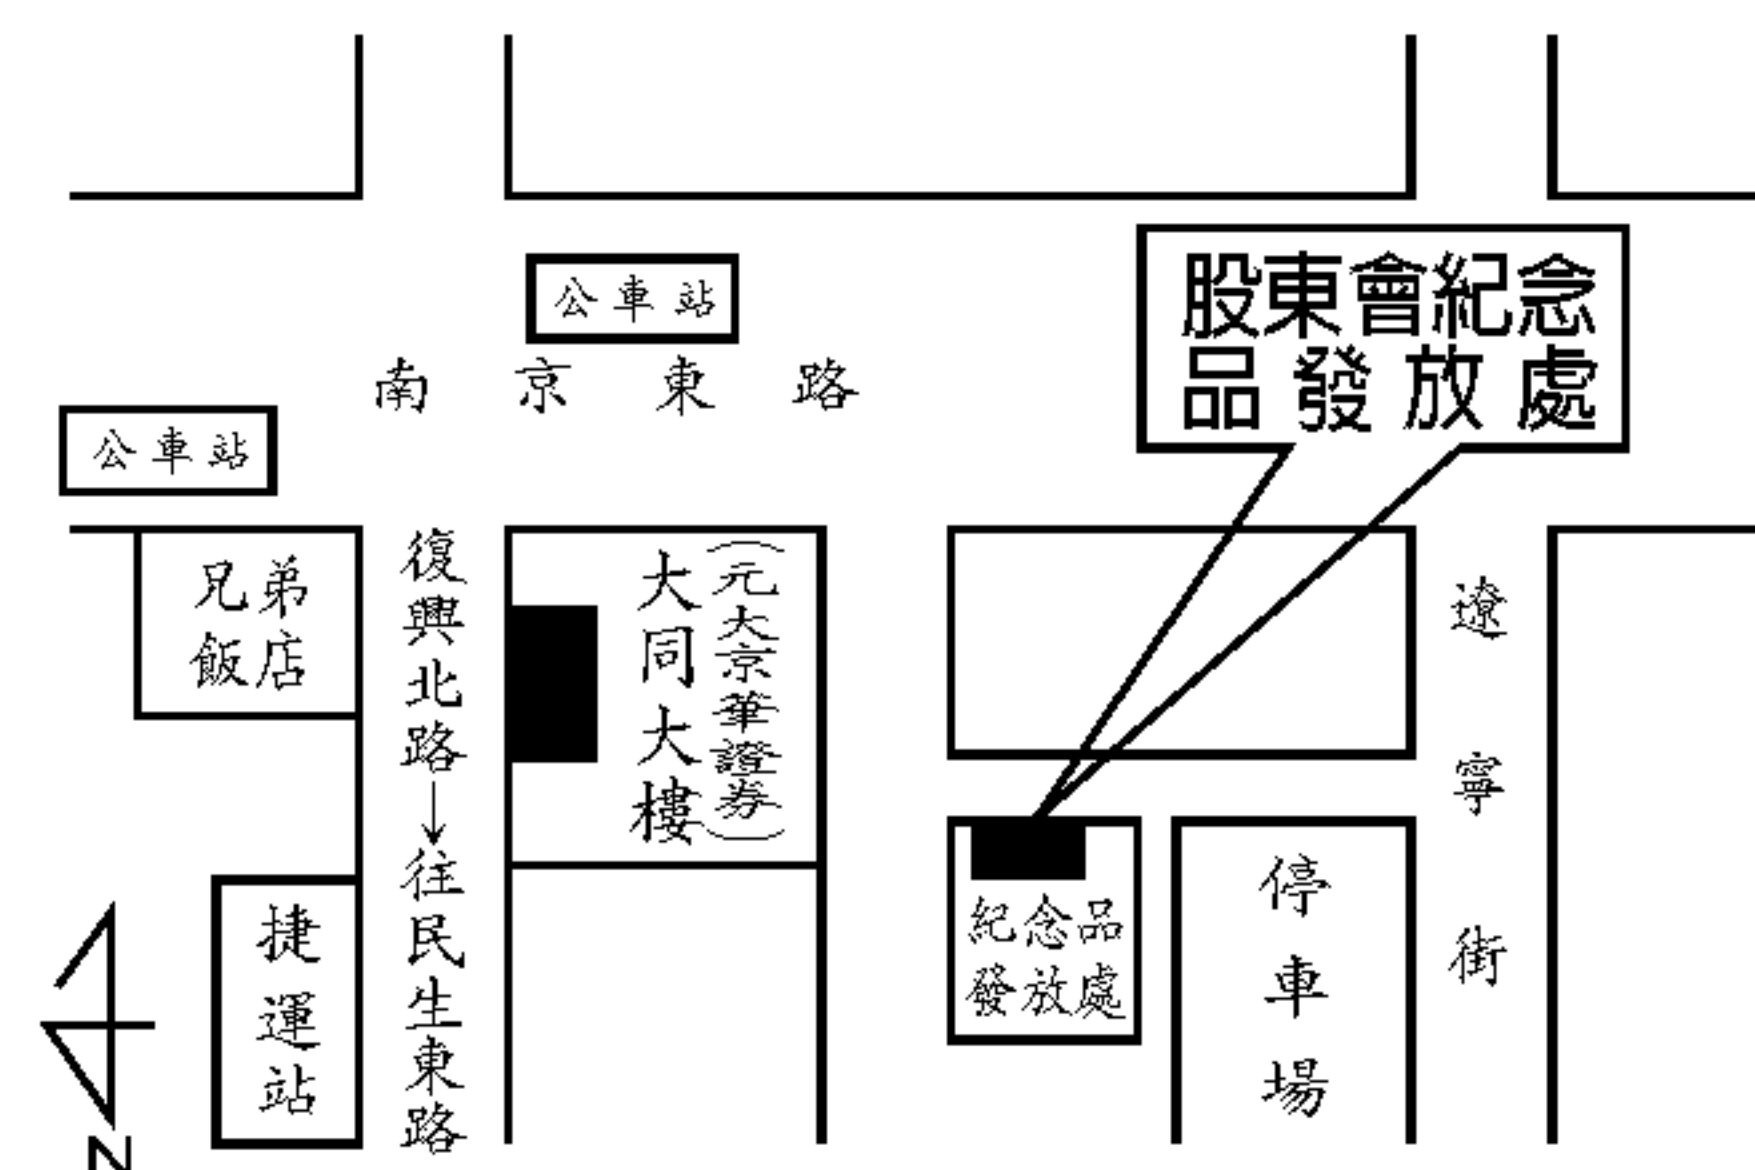 公車站
股東會紀念
品發放處
南京東路
公車站
兄弟
飯店
復興北路→往民生東路
大同大樓
（元大京華證券）
遼寧街
捷運站
紀念品
發放處
停車場
N